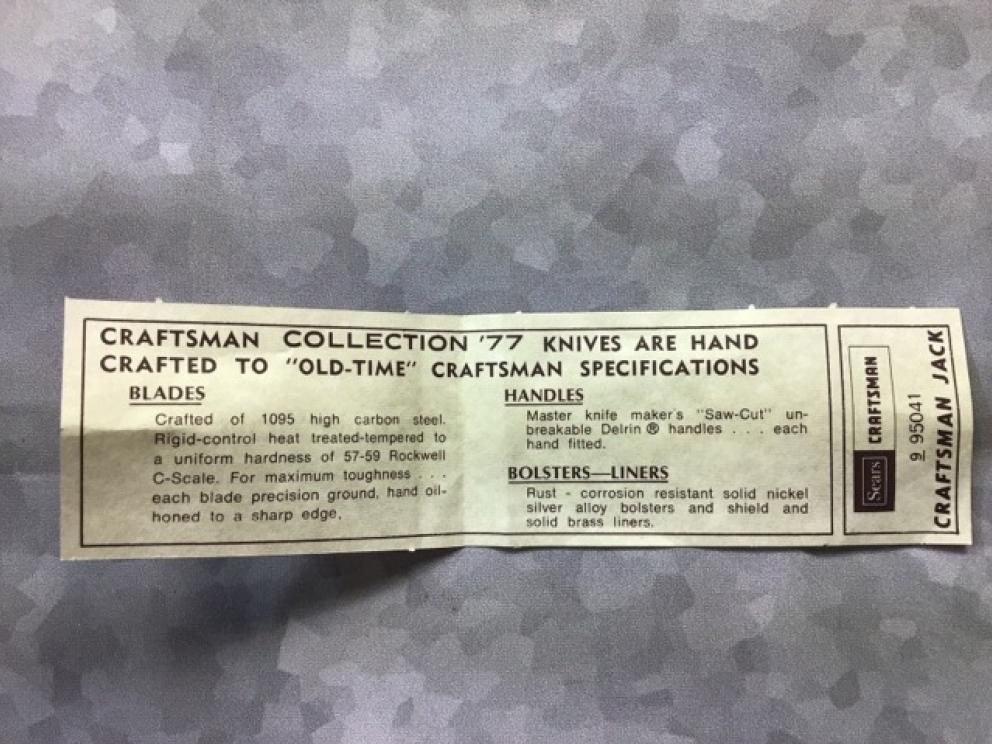 CRAFTSMAN COLLECTION '77 KNIVES ARE HAND
CRAFTED TO "OLD-TIME" CRAFTSMAN SPECIFICATIONS
BLADES
Crafted of 1095 high carbon steel.
Rigid-control heat treated-tempered to
a uniform hardness of 57-59 Rockwell
C-Scale. For maximum toughness . . .
each blade precision ground, hand oil-
honed to a sharp edge.
HANDLES
Master knife maker's "Saw-Cut" un-
breakable Delrin ® handles . . . each
hand fitted.
BOLSTERS—LINERS
Rust - corrosion resistant solid nickel
silver alloy bolsters and shield and
solid brass liners.
Sears CRAFTSMAN
9 95041
CRAFTSMAN JACK